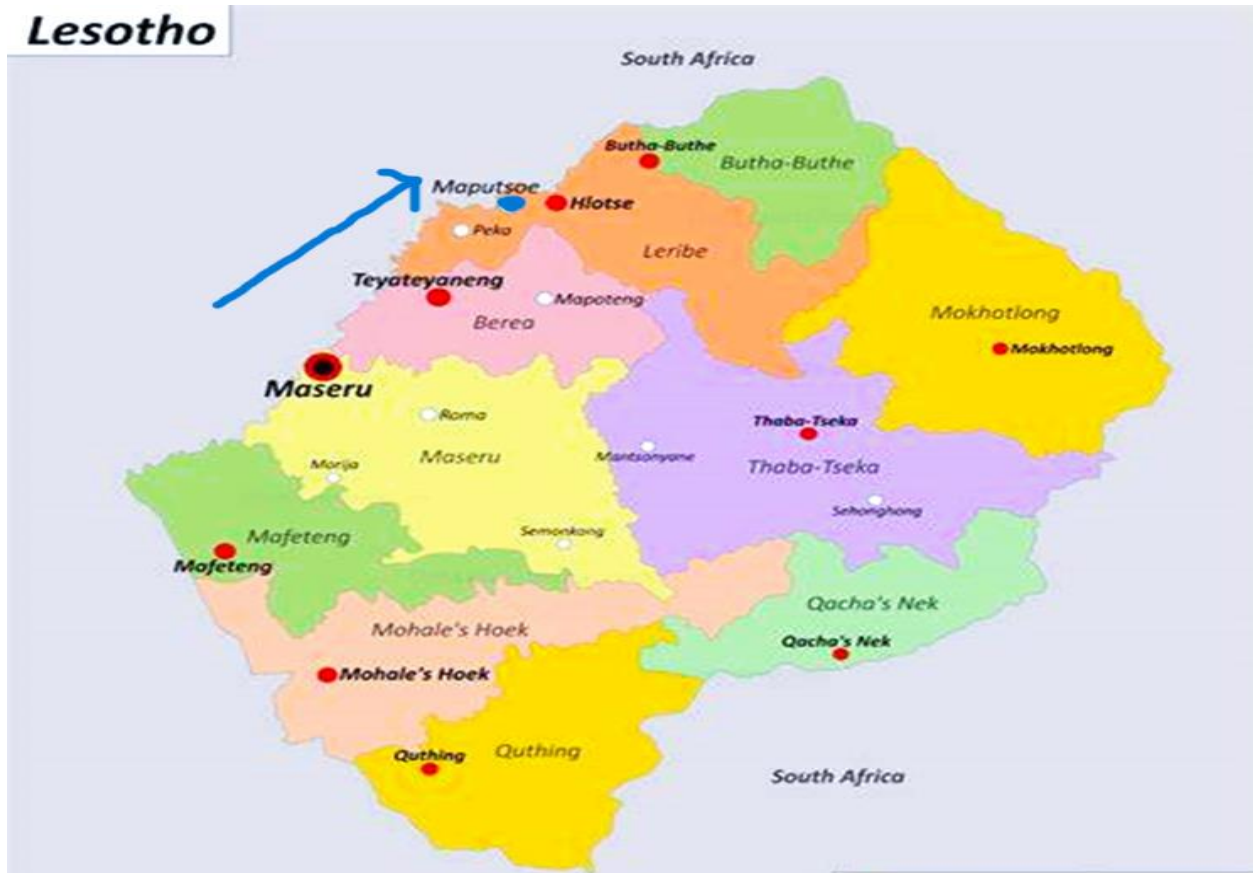 Lesotho
South Africa
Butha-Buthe
Butha-Buthe
Maputsoe
Hlotse
Peka
Leribe
Teyateyaneng
Mapoteng
Berea
Mokhotlong
Mokhotlong
Maseru
Roma
Thaba-Tseka
Maseru
Mantsonyane
Thaba-Tseka
Morija
Sehonghong
Semonkong
Mafeteng
Mafeteng
Qacha's Nek
Mohale's Hoek
Qacha's Nek
Mohale's Hoek
Quthing
Quthing
South Africa